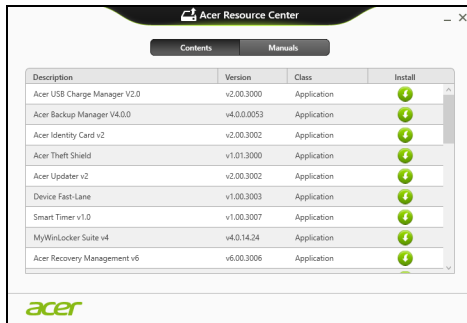 Acer Resource Center
Contents Manuals
Description Version Class Install
Acer USB Charge Manager V2.0 v2.00.3000 Application
Acer Backup Manager V4.0.0 v4.0.0.0053 Application
Acer Identity Card v2 v2.00.3002 Application
Acer Theft Shield v1.01.3000 Application
Acer Updater v2 v2.00.3002 Application
Device Fast-Lane v1.00.3003 Application
Smart Timer v1.0 v1.00.3007 Application
MyWinLocker Suite v4 v4.0.14.24 Application
Acer Recovery Management v6 v6.00.3006 Application
acer